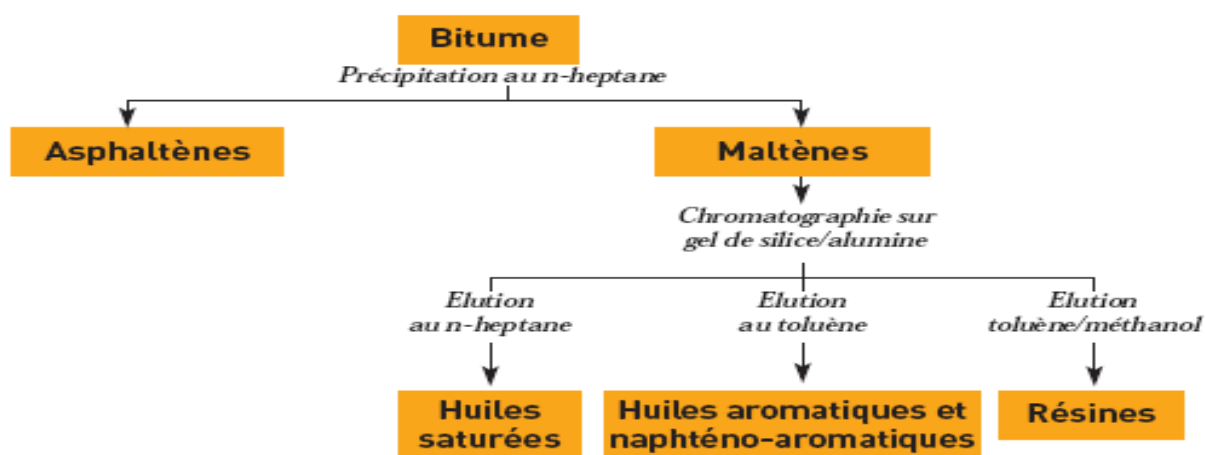 Bitume
Précipitation au n-heptane
Asphaltènes
Maltènes
Chromatographie sur
gel de silice/alumine
Elution
au n-heptane
Elution
au toluène
Elution
toluène/méthanol
Huiles
saturées
Huiles aromatiques et
naphténo-aromatiques
Résines